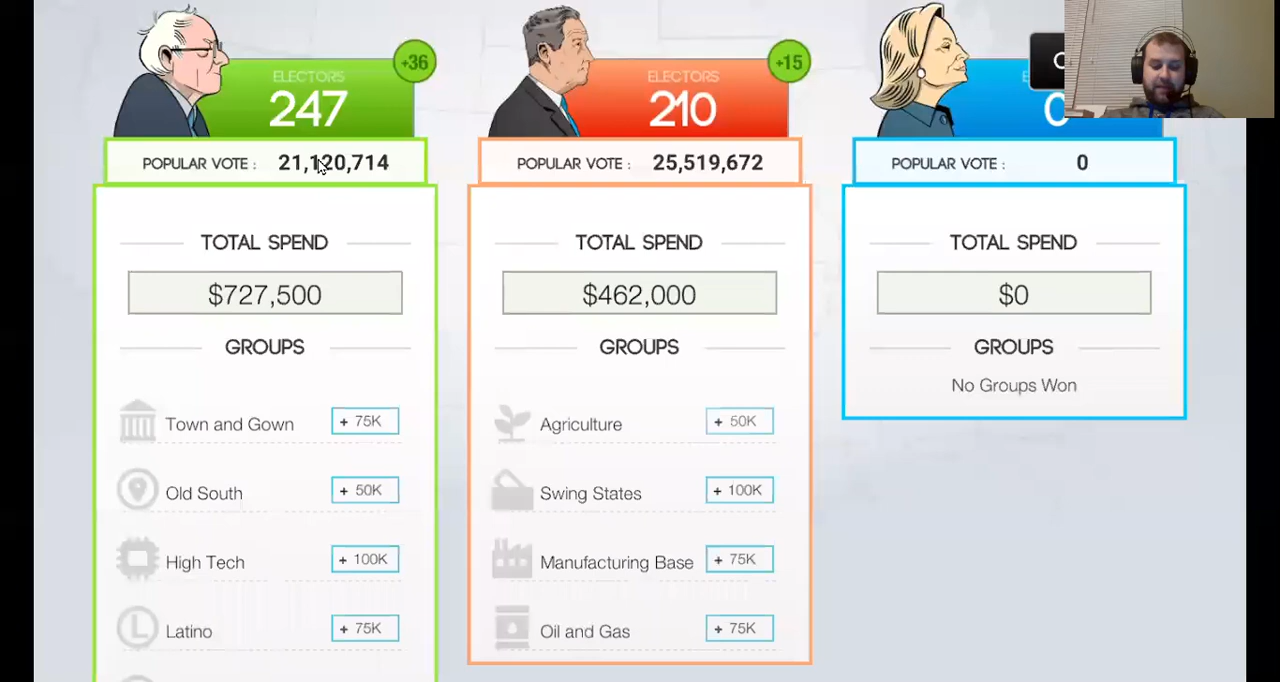 ELECTORS
247
+36
POPULAR VOTE : 21,120,714
TOTAL SPEND
$727,500
GROUPS
Town and Gown + 75K
Old South + 50K
High Tech + 100K
Latino + 75K
ELECTORS
210
+15
POPULAR VOTE : 25,519,672
TOTAL SPEND
$462,000
GROUPS
Agriculture + 50K
Swing States + 100K
Manufacturing Base + 75K
Oil and Gas + 75K
0
POPULAR VOTE : 0
TOTAL SPEND
$0
GROUPS
No Groups Won